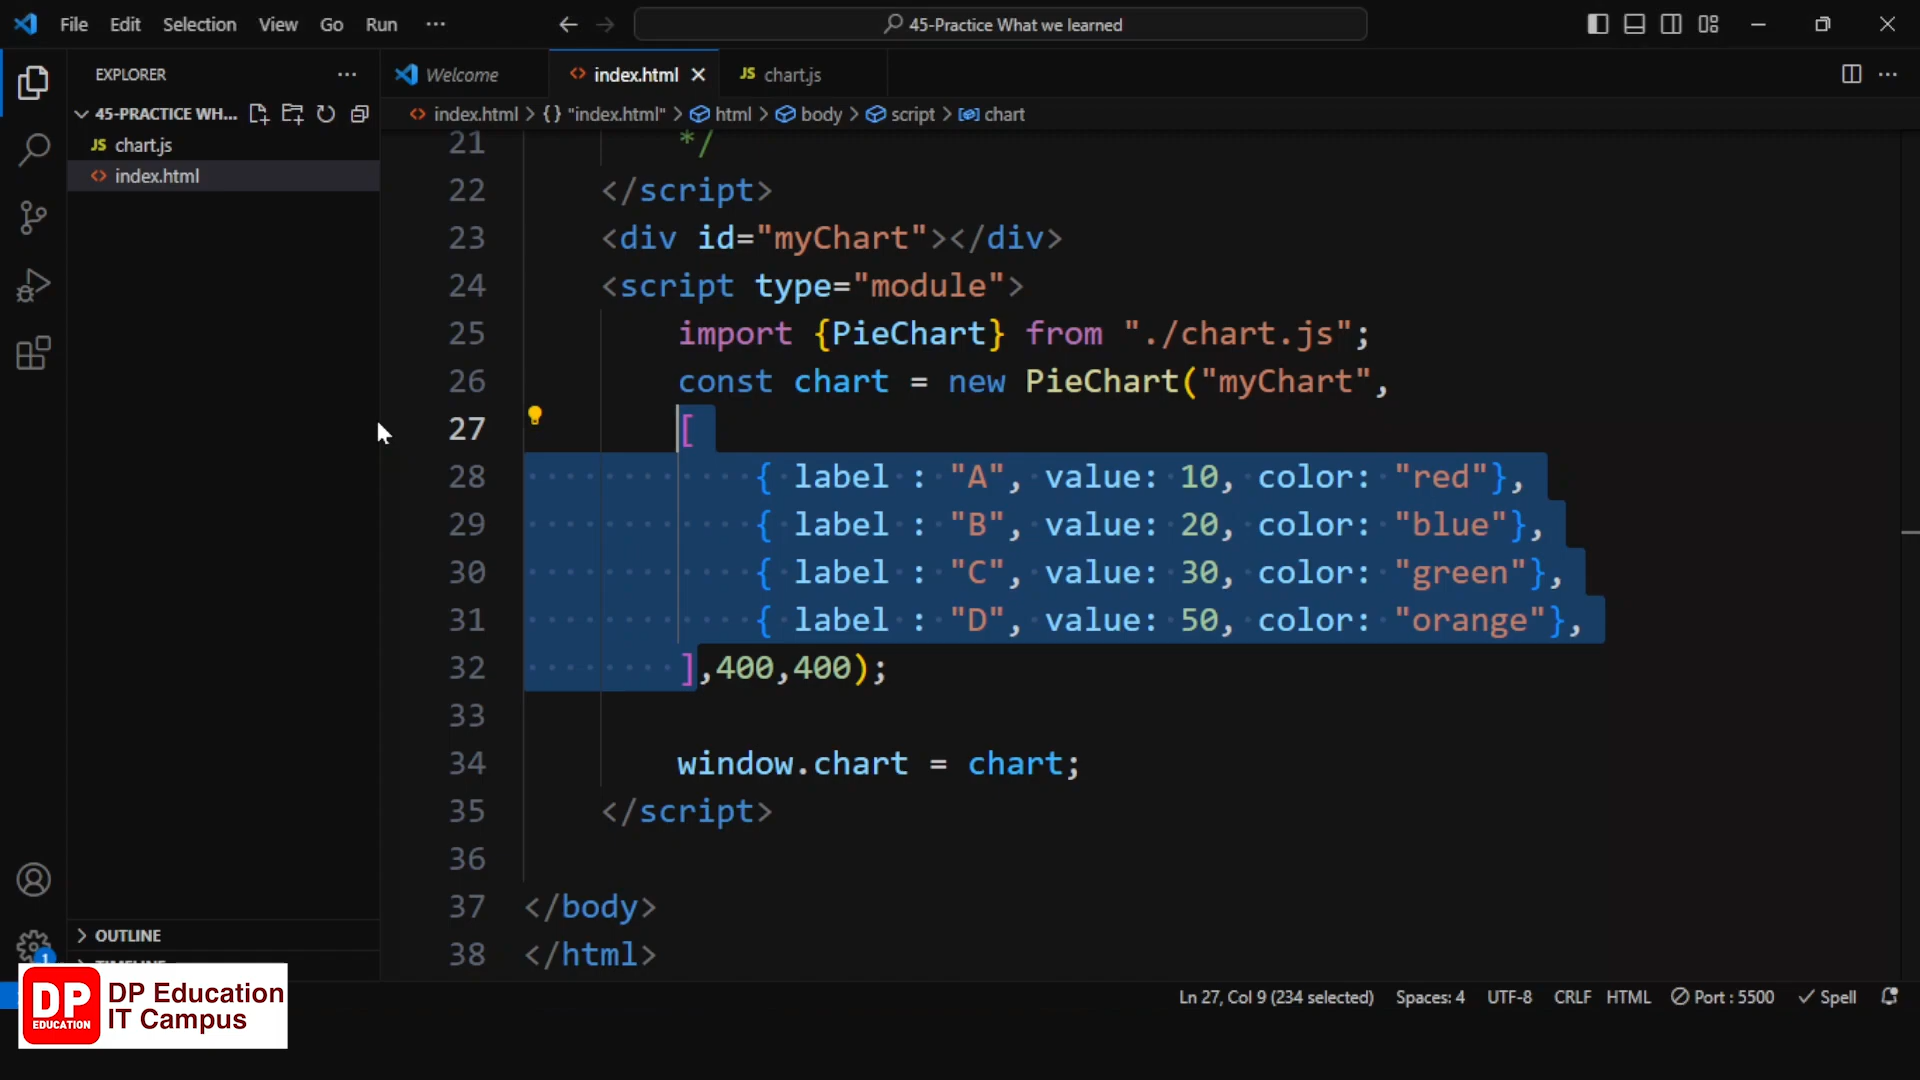 File Edit Selection View Go Run ··· 45-Practice What we learned
EXPLORER ···
Welcome index.html chart.js ···
45-PRACTICE WH...
index.html > {} "index.html" > html > body > script > chart
chart.js
index.html
21 */
22 </script>
23 <div id="myChart"></div>
24 <script type="module">
25 import {PieChart} from "./chart.js";
26 const chart = new PieChart("myChart",
27 [
28 { label : "A", value: 10, color: "red"},
29 { label : "B", value: 20, color: "blue"},
30 { label : "C", value: 30, color: "green"},
31 { label : "D", value: 50, color: "orange"},
32 ],400,400);
33
34 window.chart = chart;
35 </script>
36
37 </body>
38 </html>
OUTLINE
TIMELINE
1
DP EDUCATION
DP Education
IT Campus
Ln 27, Col 9 (234 selected) Spaces: 4 UTF-8 CRLF HTML Port : 5500 Spell